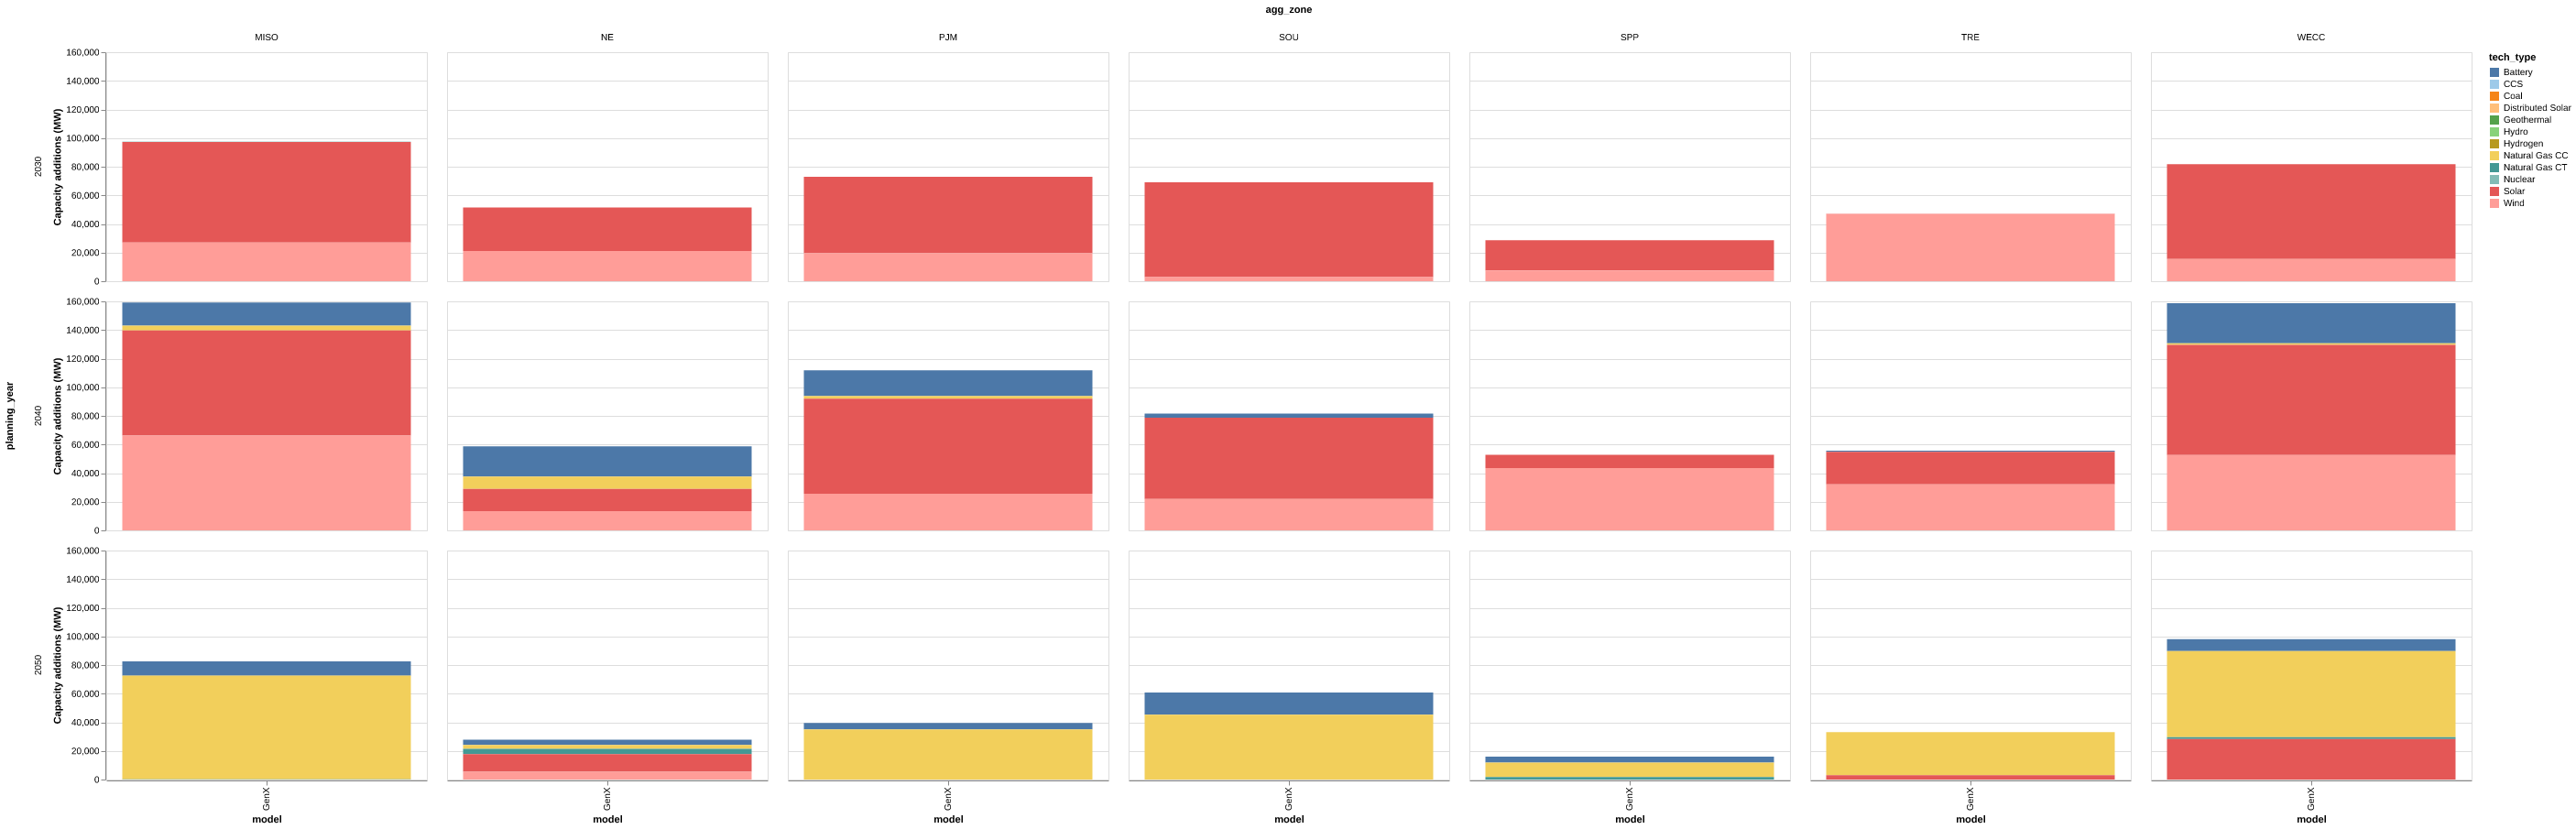 agg_zone
MISO NE PJM SOU SPP TRE WECC
planning_year
2030
Capacity additions (MW)
160,000
140,000
120,000
100,000
80,000
60,000
40,000
20,000
0
2040
Capacity additions (MW)
160,000
140,000
120,000
100,000
80,000
60,000
40,000
20,000
0
2050
Capacity additions (MW)
160,000
140,000
120,000
100,000
80,000
60,000
40,000
20,000
0
GenX GenX GenX GenX GenX GenX GenX
model model model model model model model
tech_type
Battery
CCS
Coal
Distributed Solar
Geothermal
Hydro
Hydrogen
Natural Gas CC
Natural Gas CT
Nuclear
Solar
Wind